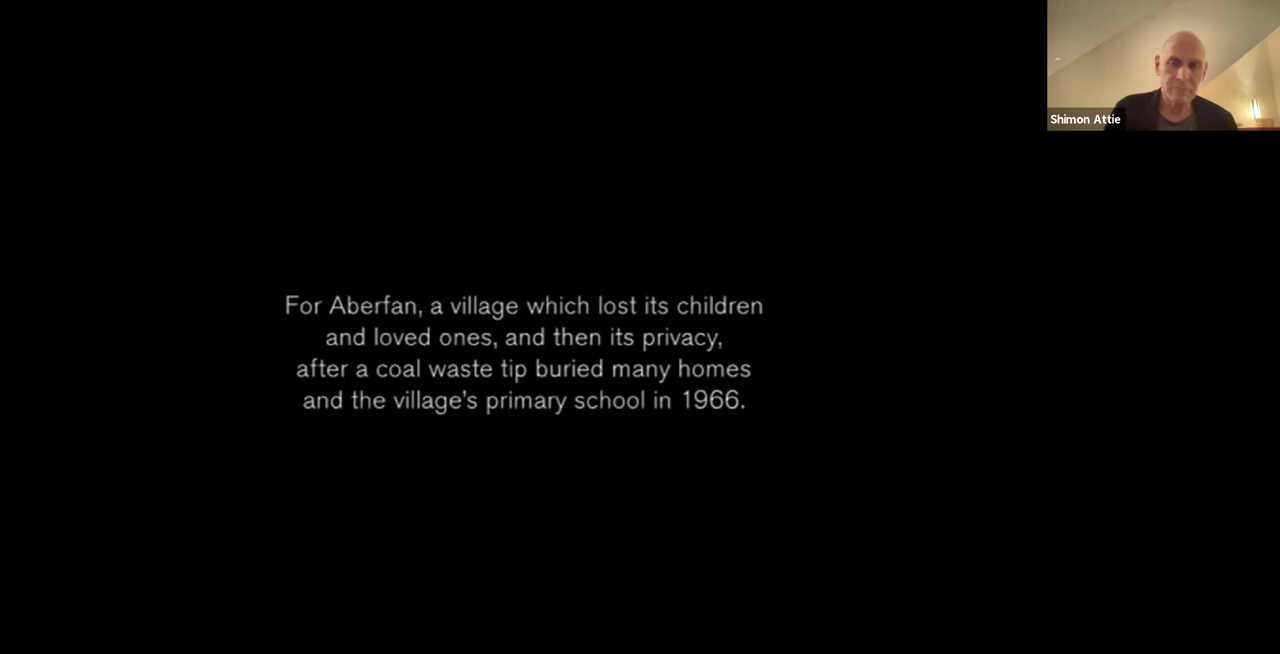 For Aberfan, a village which lost its children
and loved ones, and then its privacy,
after a coal waste tip buried many homes
and the village's primary school in 1966.
Shimon Attie